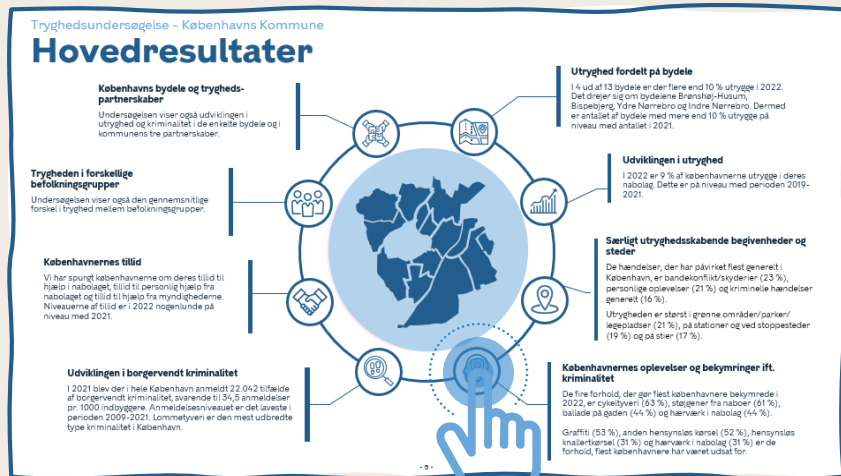 Tryghedsundersøgelse – Københavns Kommune
Hovedresultater
Københavns bydele og trygheds-
partnerskaber
Undersøgelsen viser også udviklingen i
utryghed og kriminalitet i de enkelte bydele og i
kommunens tre partnerskaber.
Trygheden i forskellige
befolkningsgrupper
Undersøgelsen viser også den gennemsnitlige
forskel i tryghed mellem befolkningsgrupper.
Københavnernes tillid
Vi har spurgt københavnerne om deres tillid til
hjælp i nabolaget, tillid til personlig hjælp fra
nabolaget og tillid til hjælp fra myndighederne.
Niveauerne af tillid er i 2022 nogenlunde på
niveau med 2021.
Udviklingen i borgervendt kriminalitet
I 2021 blev der i hele København anmeldt 22.042 tilfælde
af borgervendt kriminalitet, svarende til 34,5 anmeldelser
pr. 1000 indbyggere. Anmeldelsesniveauet er det laveste i
perioden 2009-2021. Lommetyveri er den mest udbredte
type kriminalitet i København.
Utryghed fordelt på bydele
I 4 ud af 13 bydele er der flere end 10 % utrygge i 2022.
Det drejer sig om bydelene Brønshøj-Husum,
Bispebjerg, Ydre Nørrebro og Indre Nørrebro. Dermed
er antallet af bydele med mere end 10 % utrygge på
niveau med antallet i 2021.
Udviklingen i utryghed
I 2022 er 9 % af københavnerne utrygge i deres
nabolag. Dette er på niveau med perioden 2019-
2021.
Særligt utryghedsskabende begivenheder og
steder
De hændelser, der har påvirket flest generelt i
København, er bandekonflikt/skyderier (23 %),
personlige oplevelser (21 %) og kriminelle hændelser
generelt (16 %).
Utrygheden er størst i grønne områder/parker/
legepladser (21 %), på stationer og ved stoppesteder
(19 %) og på stier (17 %).
Københavnernes oplevelser og bekymringer ift.
kriminalitet
De fire forhold, der gør flest københavnere bekymrede i
2022, er cykeltyveri (63 %), støjgener fra naboer (61 %),
ballade på gaden (44 %) og hærværk i nabolag (44 %).
Graffiti (53 %), anden hensynsløs kørsel (52 %), hensynsløs
knallertkørsel (31 %) og hærværk i nabolag (31 %) er de
forhold, flest københavnere har været udsat for.
- 5 -